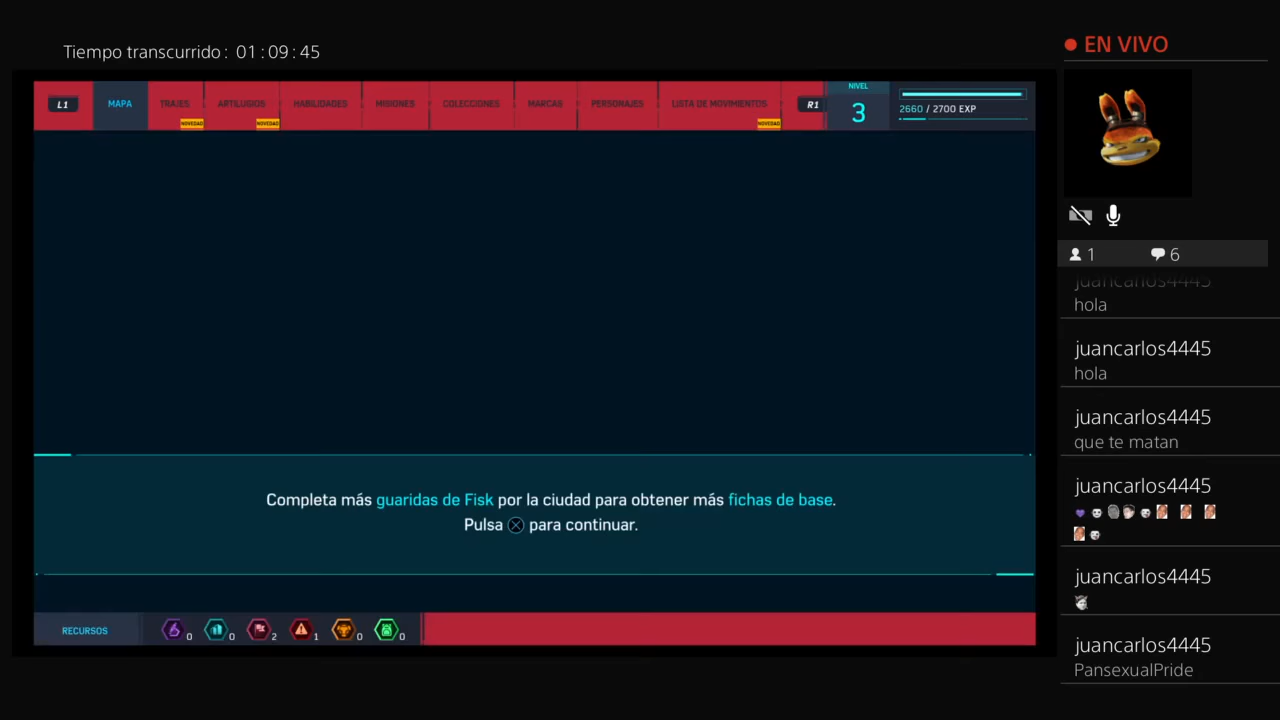 Tiempo transcurrido : 01 : 09 : 45
EN VIVO
L1 MAPA TRAJES ARTILUGIOS HABILIDADES MISIONES COLECCIONES MARCAS PERSONAJES LISTA DE MOVIMIENTOS R1
NOVEDAD NOVEDAD NOVEDAD
NIVEL
3
2660 / 2700 EXP
1 6
juancarlos4445
hola
juancarlos4445
hola
juancarlos4445
que te matan
juancarlos4445
juancarlos4445
juancarlos4445
PansexualPride
Completa más guaridas de Fisk por la ciudad para obtener más fichas de base.
Pulsa para continuar.
RECURSOS 0 0 2 1 0 0